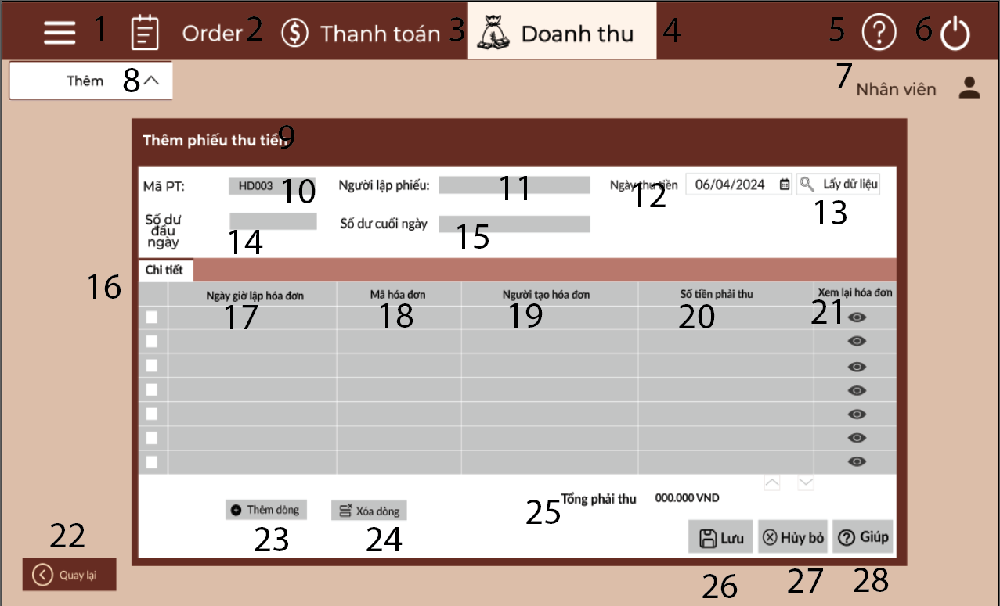 1 Order 2 Thanh toán 3 Doanh thu 4 5 6
Thêm 8
7 Nhân viên
Thêm phiếu thu tiền 9
Mã PT: HD003 10 Người lập phiếu: 11 Ngày thu tiền 12 06/04/2024 Lấy dữ liệu 13
Số dư đầu ngày 14 Số dư cuối ngày 15
Chi tiết
16
Ngày giờ lập hóa đơn Mã hóa đơn Người tạo hóa đơn Số tiền phải thu Xem lại hóa đơn
17 18 19 20 21
25 Tổng phải thu 000.000 VND
Thêm dòng Xóa dòng
23 24
Lưu Hủy bỏ Giúp
22
Quay lại
26 27 28